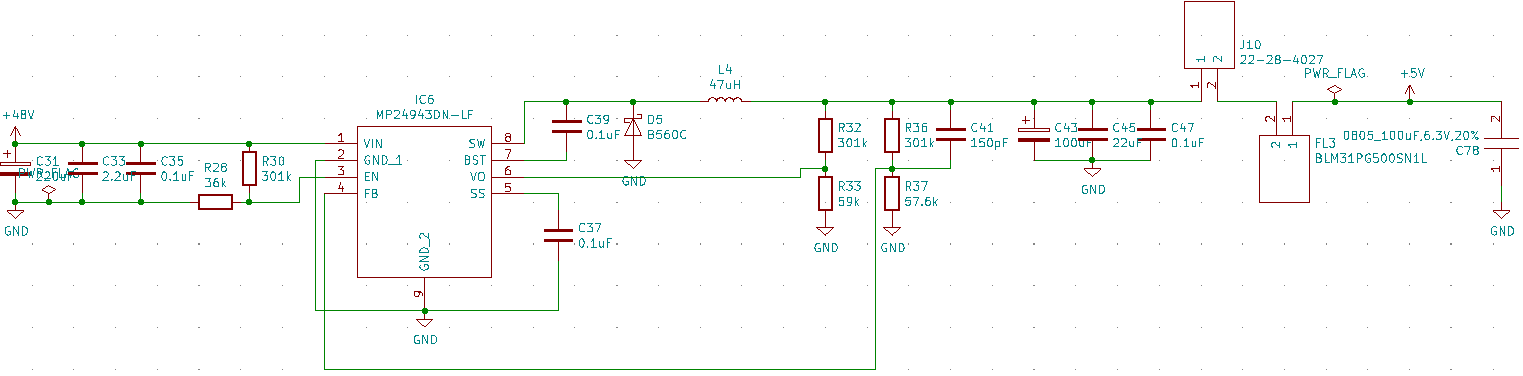 +48V
C31
220uF
PWR_FLAG
GND
C33
2.2uF
C35
0.1uF
R28
36k
R30
301k
IC6
MP24943DN-LF
1
2
3
4
VIN
GND_1
EN
FB
SW
BST
VO
SS
8
7
6
5
GND_2
9
GND
C37
0.1uF
C39
0.1uF
D5
B560C
GND
L4
47uH
R32
301k
R33
59k
GND
R36
301k
R37
57.6k
GND
C41
150pF
C43
100uF
C45
22uF
C47
0.1uF
GND
J10
22-28-4027
1
2
1
2
PWR_FLAG
+5V
2
1
2
1
FL3
BLM31PG500SN1L
0805_100uF,6.3V,20%
C78
2
1
GND